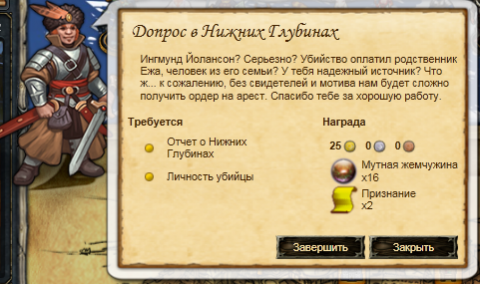 Допрос в Нижних Глубинах
Ингмунд Йолансон? Серьезно? Убийство оплатил родственник
Ежа, человек из его семьи? У тебя надежный источник? Что
ж... к сожалению, без свидетелей и мотива нам будет сложно
получить ордер на арест. Спасибо тебе за хорошую работу.
Требуется
Отчет о Нижних
Глубинах
Личность убийцы
Награда
25 0 0
Мутная жемчужина
x16
Признание
x2
Завершить
Закрыть